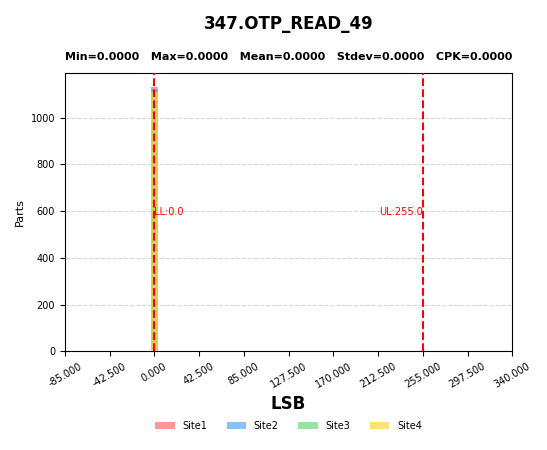 347.OTP_READ_49
Min=0.0000 Max=0.0000 Mean=0.0000 Stdev=0.0000 CPK=0.0000
1000
800
600
400
200
0
Parts
LL:0.0
UL:255.0
-85.000
-42.500
0.000
42.500
85.000
127.500
170.000
212.500
255.000
297.500
340.000
LSB
Site1 Site2 Site3 Site4